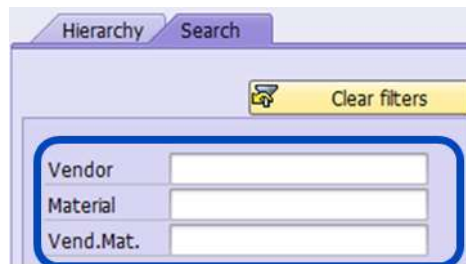 Hierarchy Search
Clear filters
Vendor
Material
Vend.Mat.